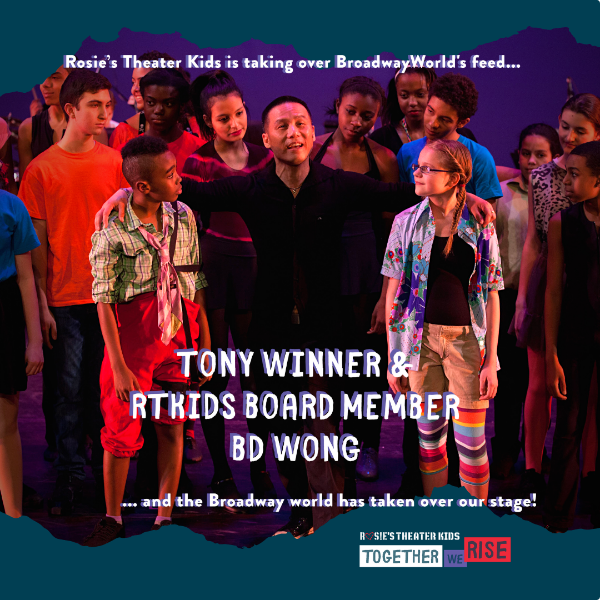 Rosie's Theater Kids is taking over BroadwayWorld's feed...
TONY WINNER &
RTKIDS BOARD MEMBER
BD WONG
... and the Broadway world has taken over our stage!
ROSIE'S THEATER KIDS
TOGETHER WE RISE